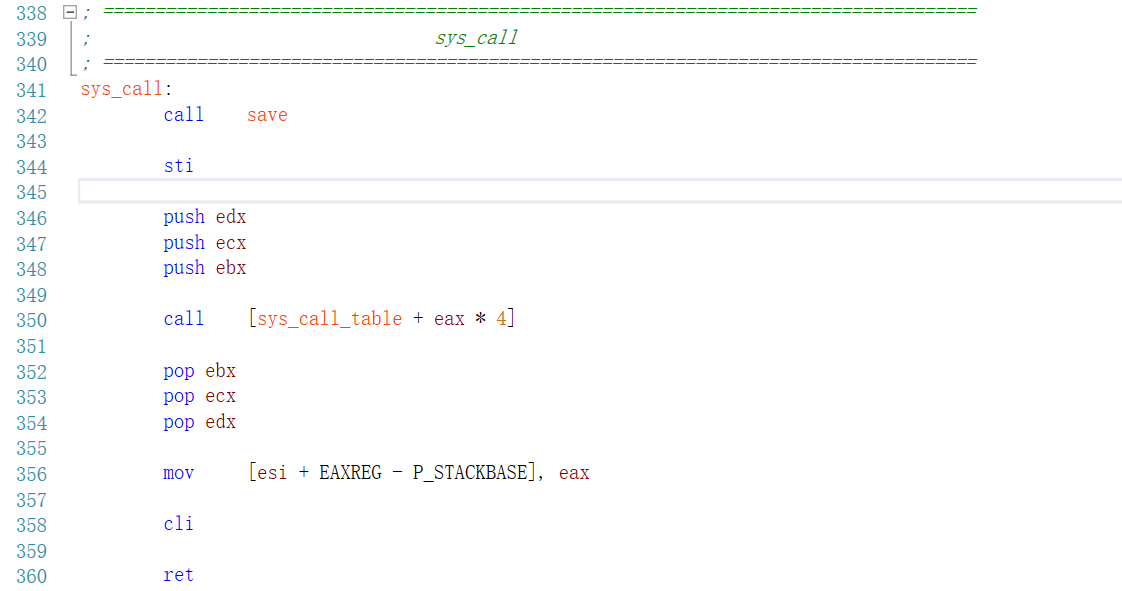 338 ; ====================================================================================
339 ; sys_call
340 ; ====================================================================================
341 sys_call:
342 call save
343
344 sti
345
346 push edx
347 push ecx
348 push ebx
349
350 call [sys_call_table + eax * 4]
351
352 pop ebx
353 pop ecx
354 pop edx
355
356 mov [esi + EAXREG - P_STACKBASE], eax
357
358 cli
359
360 ret